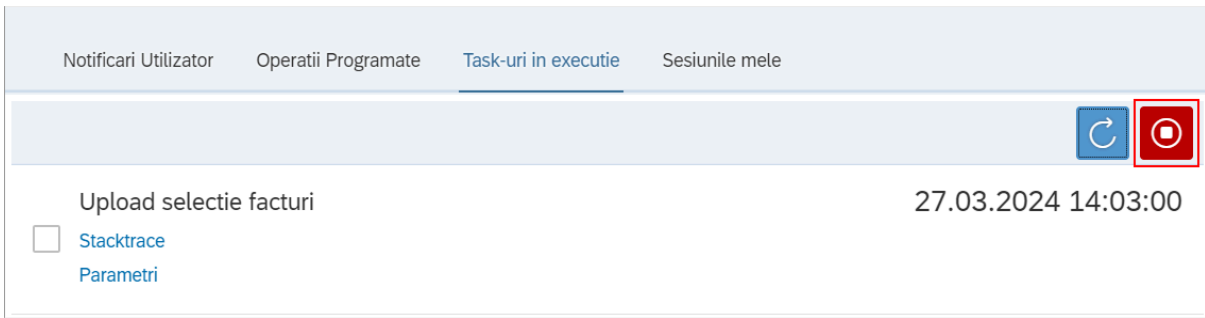 Notificari Utilizator Operatii Programate Task-uri in executie Sesiunile mele
Upload selectie facturi 27.03.2024 14:03:00
Stacktrace
Parametri